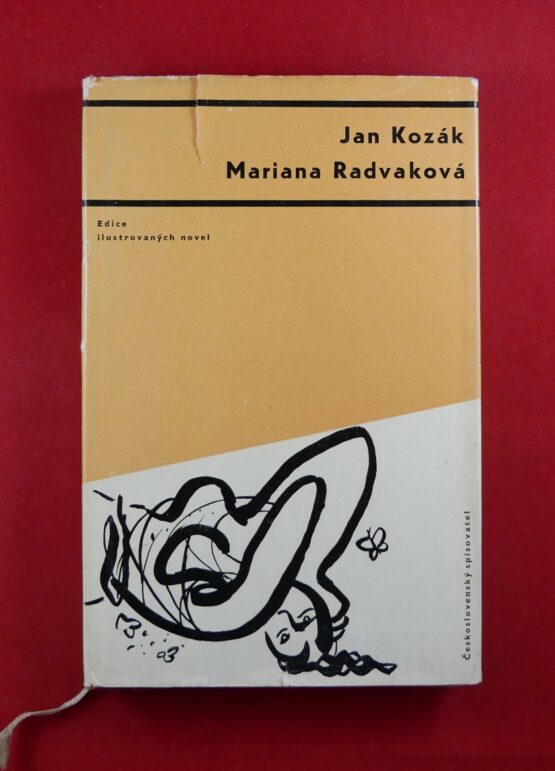 Jan Kozák
Mariana Radvaková
Edice
ilustrovaných novel
Československý spisovatel